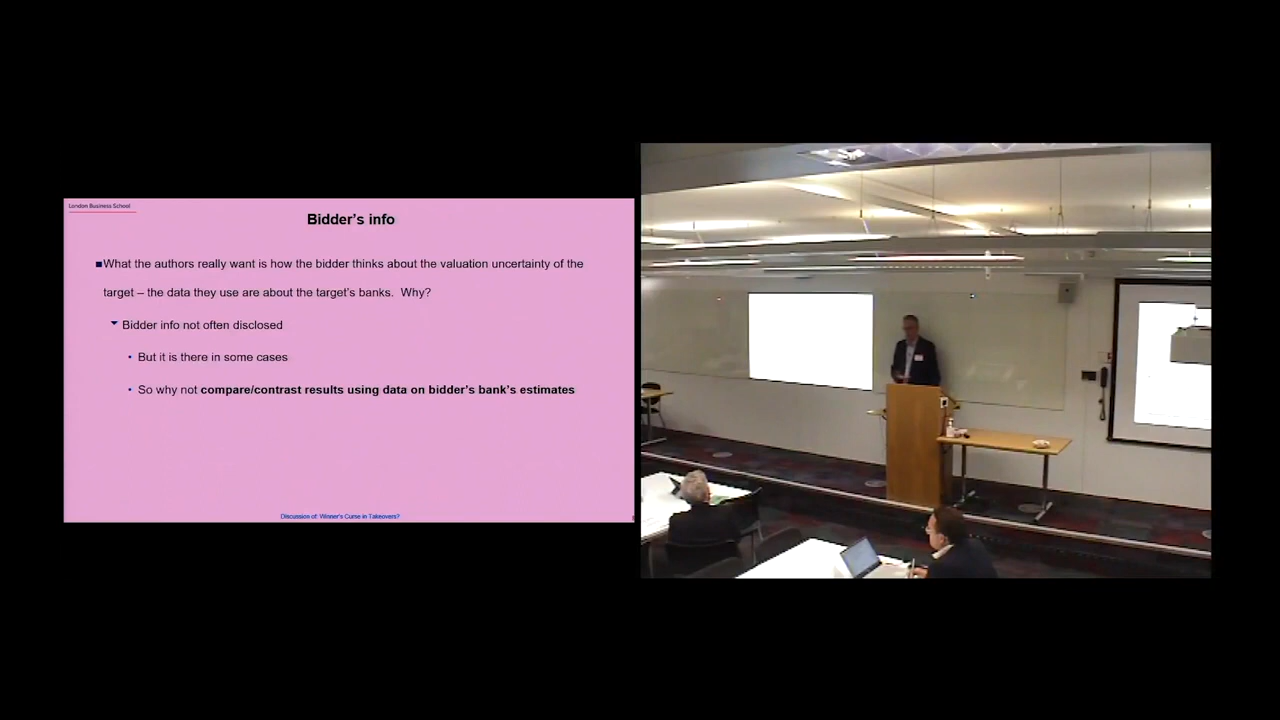 London Business School
Bidder's info
■What the authors really want is how the bidder thinks about the valuation uncertainty of the
target – the data they use are about the target's banks. Why?
Bidder info not often disclosed
• But it is there in some cases
• So why not compare/contrast results using data on bidder's bank's estimates
Discussion of: Winner's Curse in Takeovers?